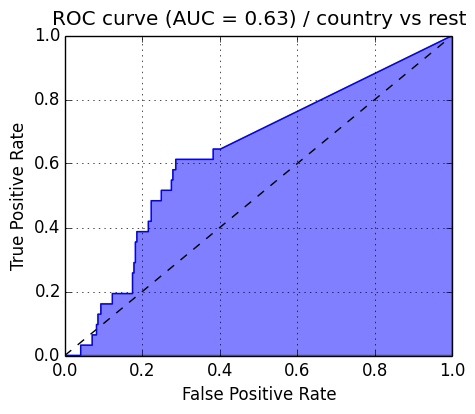 ROC curve (AUC = 0.63) / country vs rest
1.0
0.8
0.6
0.4
0.2
0.0
True Positive Rate
0.0 0.2 0.4 0.6 0.8 1.0
False Positive Rate